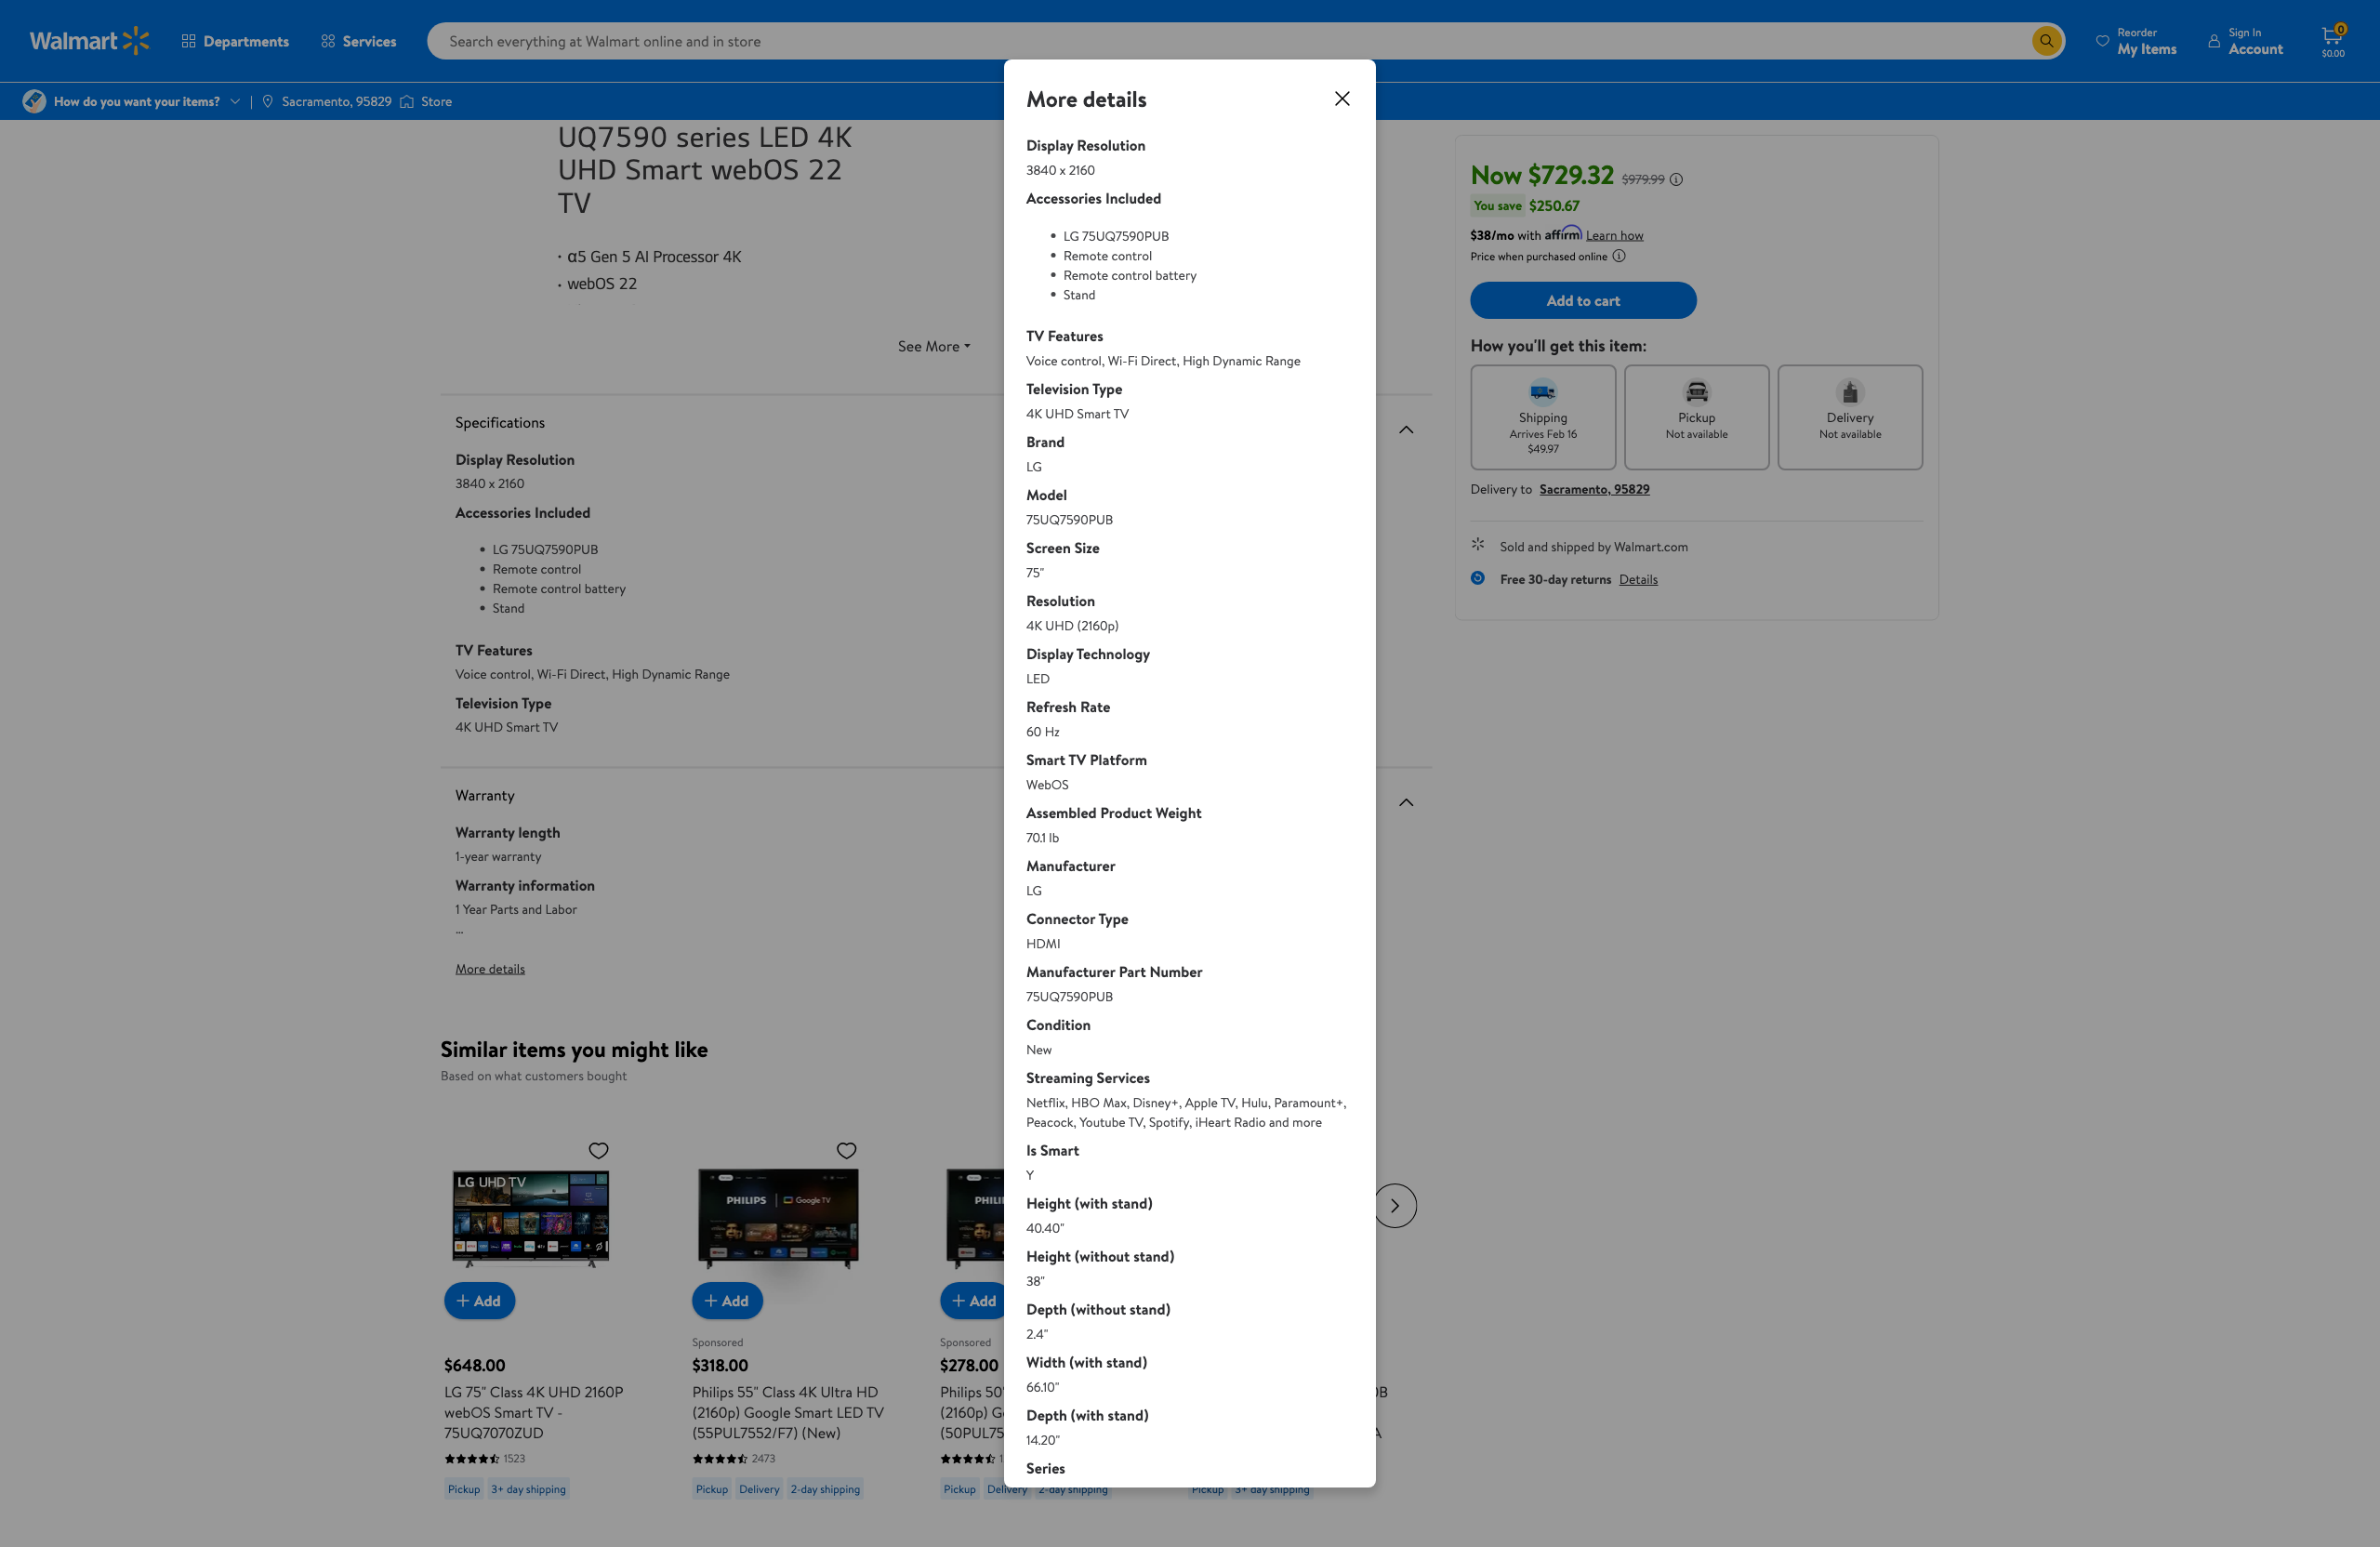 Walmart
Departments
Services
Search everything at Walmart online and in store
Reorder
My Items
Sign In
Account
0
$0.00
How do you want your items?
Sacramento, 95829
Store
UQ7590 series LED 4K
UHD Smart webOS 22
TV
· α5 Gen 5 AI Processor 4K
· webOS 22
See More
Specifications
Display Resolution
3840 x 2160
Accessories Included
• LG 75UQ7590PUB
• Remote control
• Remote control battery
• Stand
TV Features
Voice control, Wi-Fi Direct, High Dynamic Range
Television Type
4K UHD Smart TV
Warranty
Warranty length
1-year warranty
Warranty information
1 Year Parts and Labor
...
More details
Similar items you might like
Based on what customers bought
LG UHD TV
Add
$648.00
LG 75" Class 4K UHD 2160P
webOS Smart TV -
75UQ7070ZUD
1523
Pickup
3+ day shipping
PHILIPS
Google TV
Add
Sponsored
$318.00
Philips 55" Class 4K Ultra HD
(2160p) Google Smart LED TV
(55PUL7552/F7) (New)
2473
Pickup
Delivery
2-day shipping
Add
Sponsored
$278.00
Philips 50"
(2160p) G
(50PUL75
Pickup
Delivery
2-day shipping
Pickup
3+ day shipping
More details
Display Resolution
3840 x 2160
Accessories Included
• LG 75UQ7590PUB
• Remote control
• Remote control battery
• Stand
TV Features
Voice control, Wi-Fi Direct, High Dynamic Range
Television Type
4K UHD Smart TV
Brand
LG
Model
75UQ7590PUB
Screen Size
75"
Resolution
4K UHD (2160p)
Display Technology
LED
Refresh Rate
60 Hz
Smart TV Platform
WebOS
Assembled Product Weight
70.1 lb
Manufacturer
LG
Connector Type
HDMI
Manufacturer Part Number
75UQ7590PUB
Condition
New
Streaming Services
Netflix, HBO Max, Disney+, Apple TV, Hulu, Paramount+,
Peacock, Youtube TV, Spotify, iHeart Radio and more
Is Smart
Y
Height (with stand)
40.40"
Height (without stand)
38"
Depth (without stand)
2.4"
Width (with stand)
66.10"
Depth (with stand)
14.20"
Series
Now $729.32 $979.99
You save $250.67
$38/mo with affirm Learn how
Price when purchased online
Add to cart
How you'll get this item:
Shipping
Arrives Feb 16
$49.97
Pickup
Not available
Delivery
Not available
Delivery to Sacramento, 95829
Sold and shipped by Walmart.com
Free 30-day returns Details